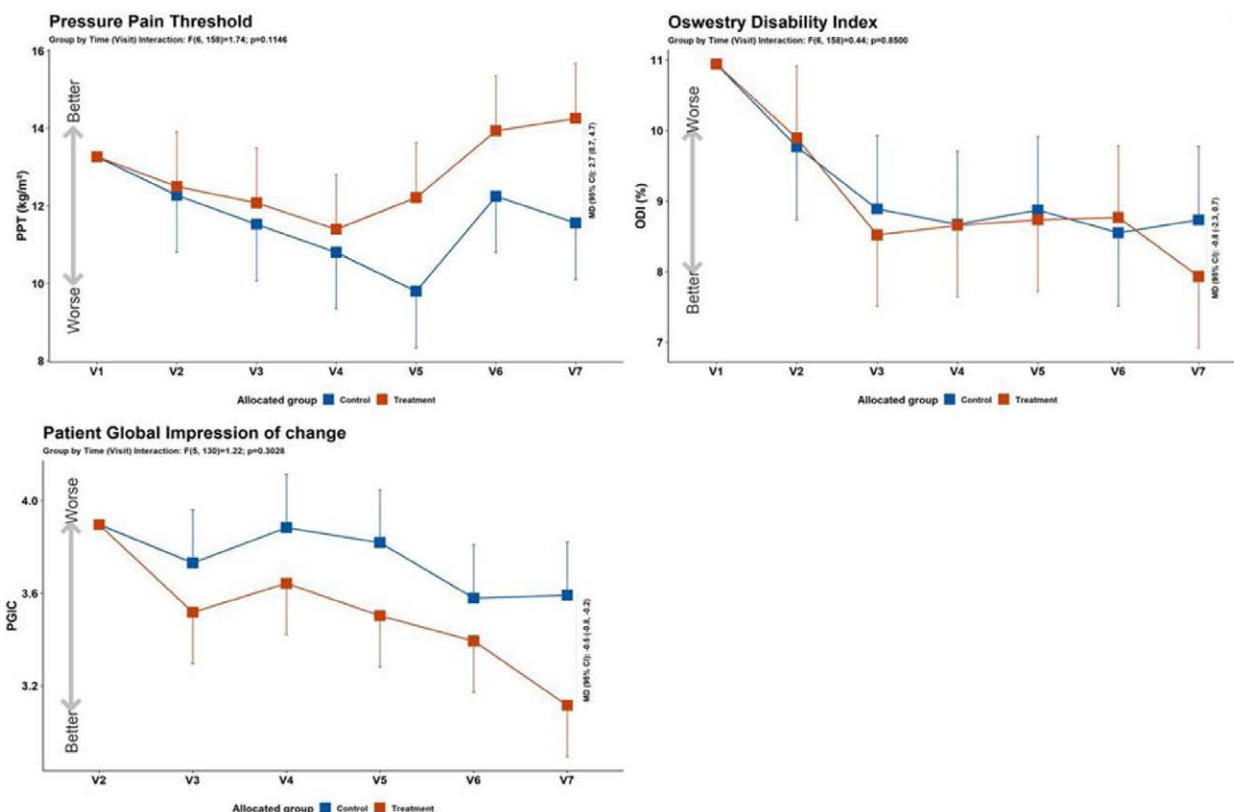 Pressure Pain Threshold
Group by Time (Visit) Interaction: F(6, 158)=1.74; p=0.1146
16
14
12
10
8
PPT (kg/m²)
Better
Worse
MD (95% CI): 2.7 (0.7, 4.7)
V1 V2 V3 V4 V5 V6 V7
Allocated group Control Treatment
Oswestry Disability Index
Group by Time (Visit) Interaction: F(6, 158)=0.44; p=0.8500
11
10
9
8
7
ODI (%)
Worse
Better
MD (95% CI): -0.8 (-2.3, 0.7)
V1 V2 V3 V4 V5 V6 V7
Allocated group Control Treatment
Patient Global Impression of change
Group by Time (Visit) Interaction: F(5, 130)=1.22; p=0.3028
4.0
3.6
3.2
PGIC
Worse
Better
MD (95% CI): -0.5 (-0.8, -0.2)
V2 V3 V4 V5 V6 V7
Allocated group Control Treatment